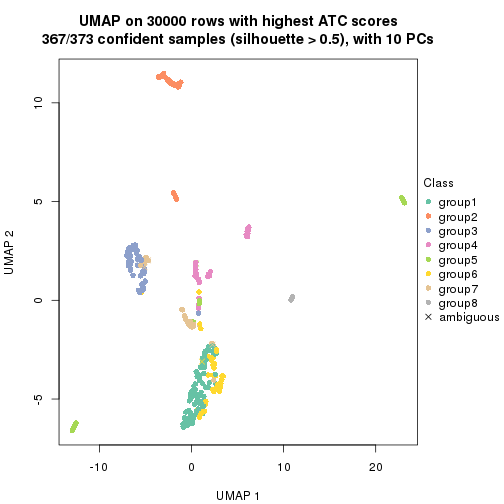 UMAP on 30000 rows with highest ATC scores
367/373 confident samples (silhouette > 0.5), with 10 PCs
10
5
0
-5
UMAP 2
-10
0
10
20
UMAP 1
Class
group1
group2
group3
group4
group5
group6
group7
group8
ambiguous